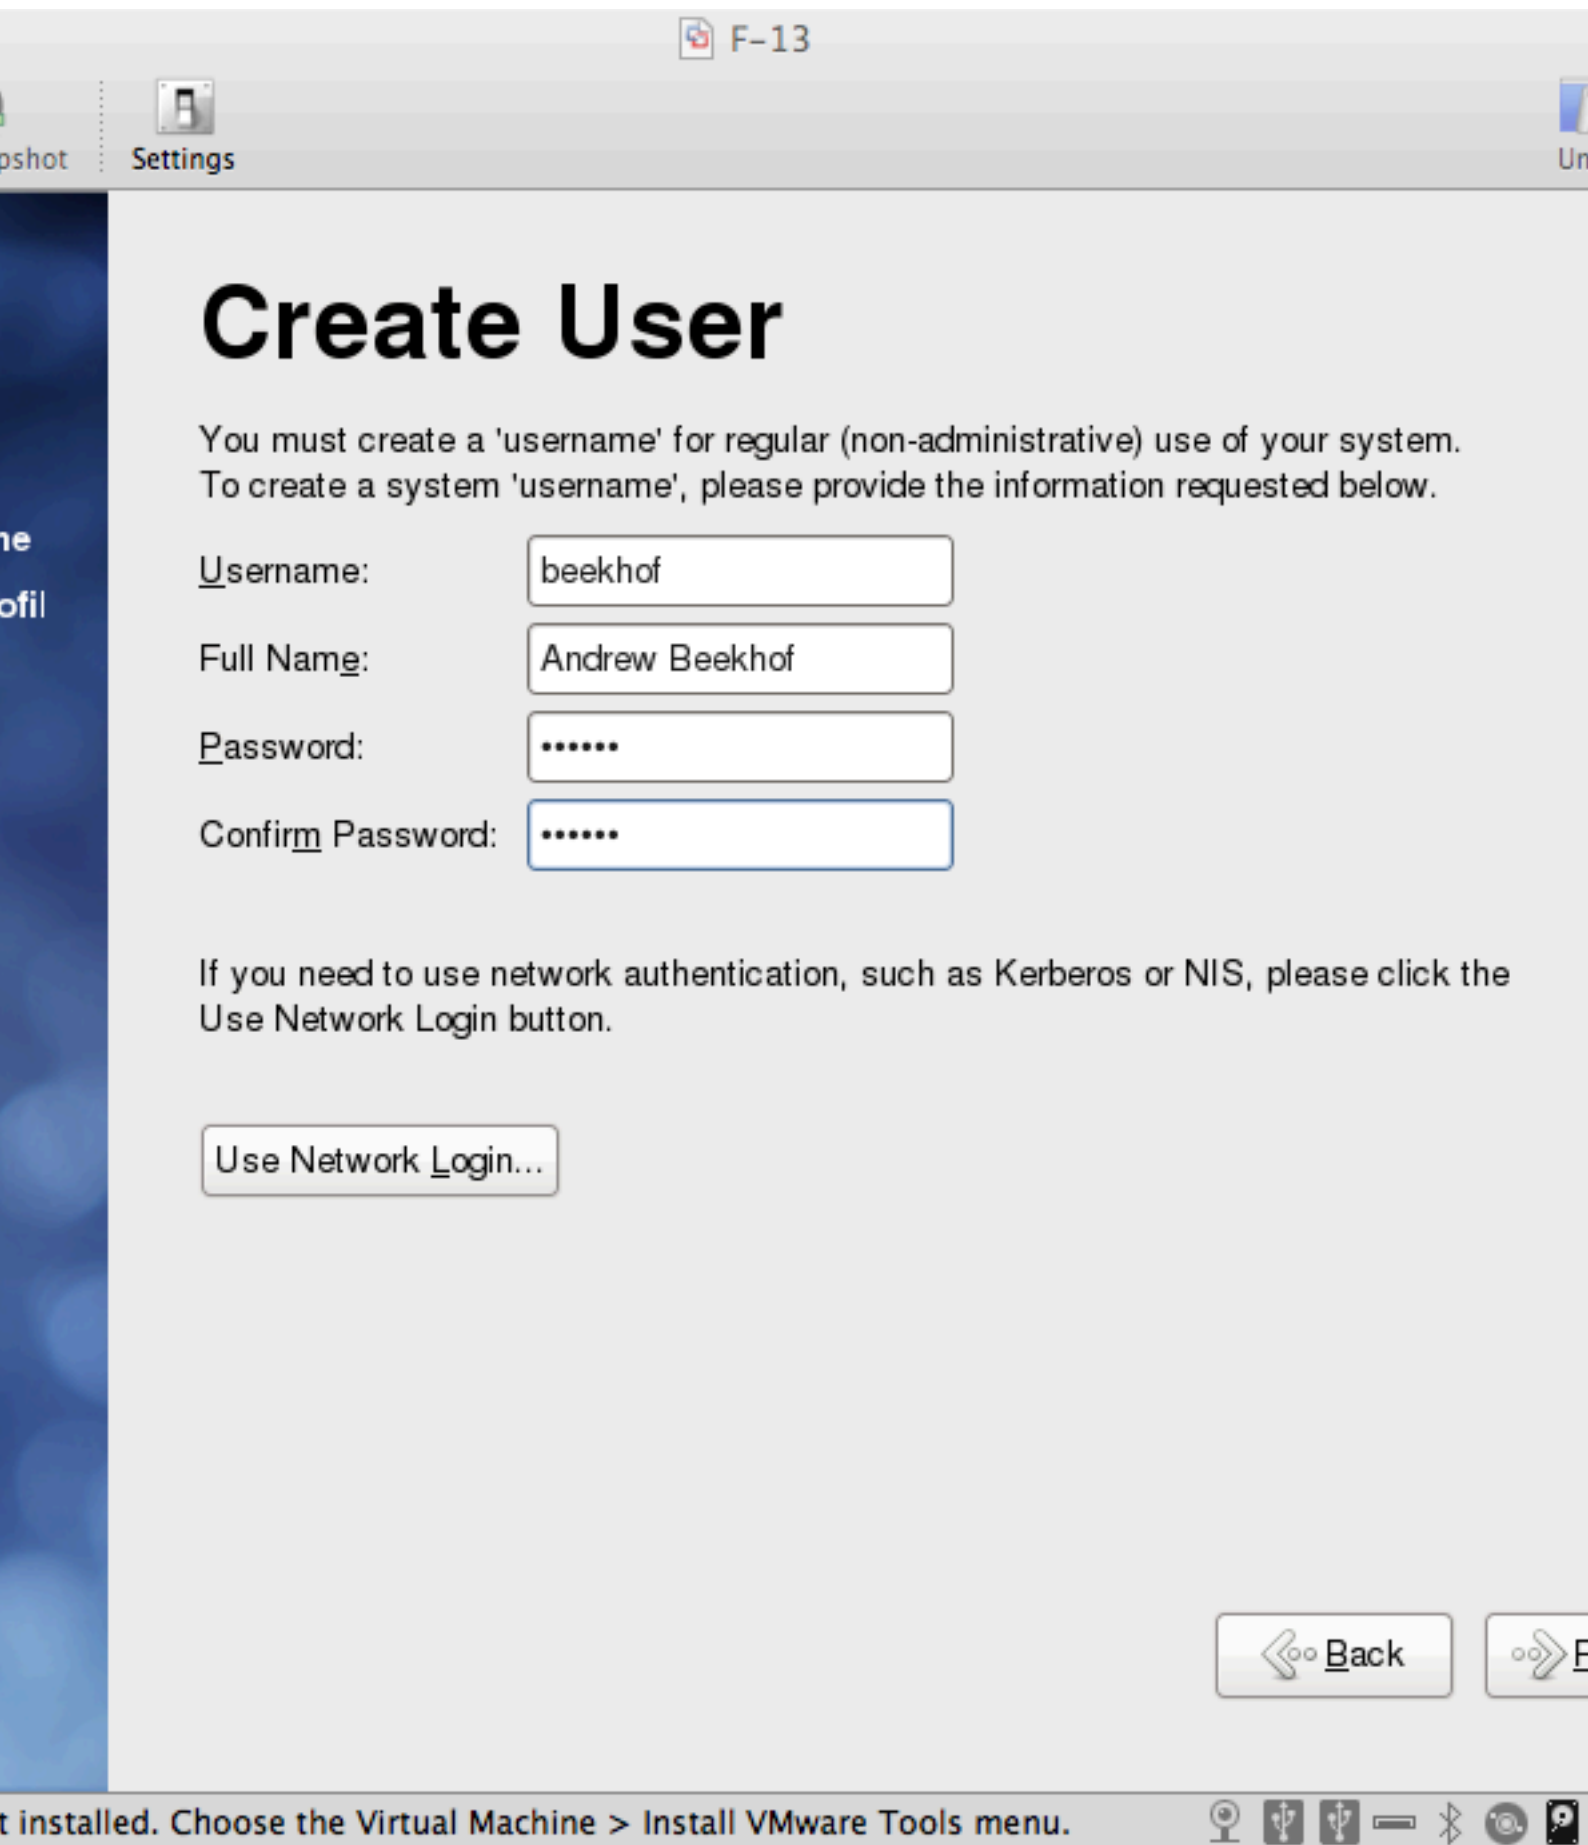 F-13
pshot
Settings
Un
Create User
You must create a 'username' for regular (non-administrative) use of your system.
To create a system 'username', please provide the information requested below.
ne
ofil
Username:
beekhof
Full Name:
Andrew Beekhof
Password:
••••••
Confirm Password:
••••••
If you need to use network authentication, such as Kerberos or NIS, please click the
Use Network Login button.
Use Network Login...
Back
t installed. Choose the Virtual Machine > Install VMware Tools menu.